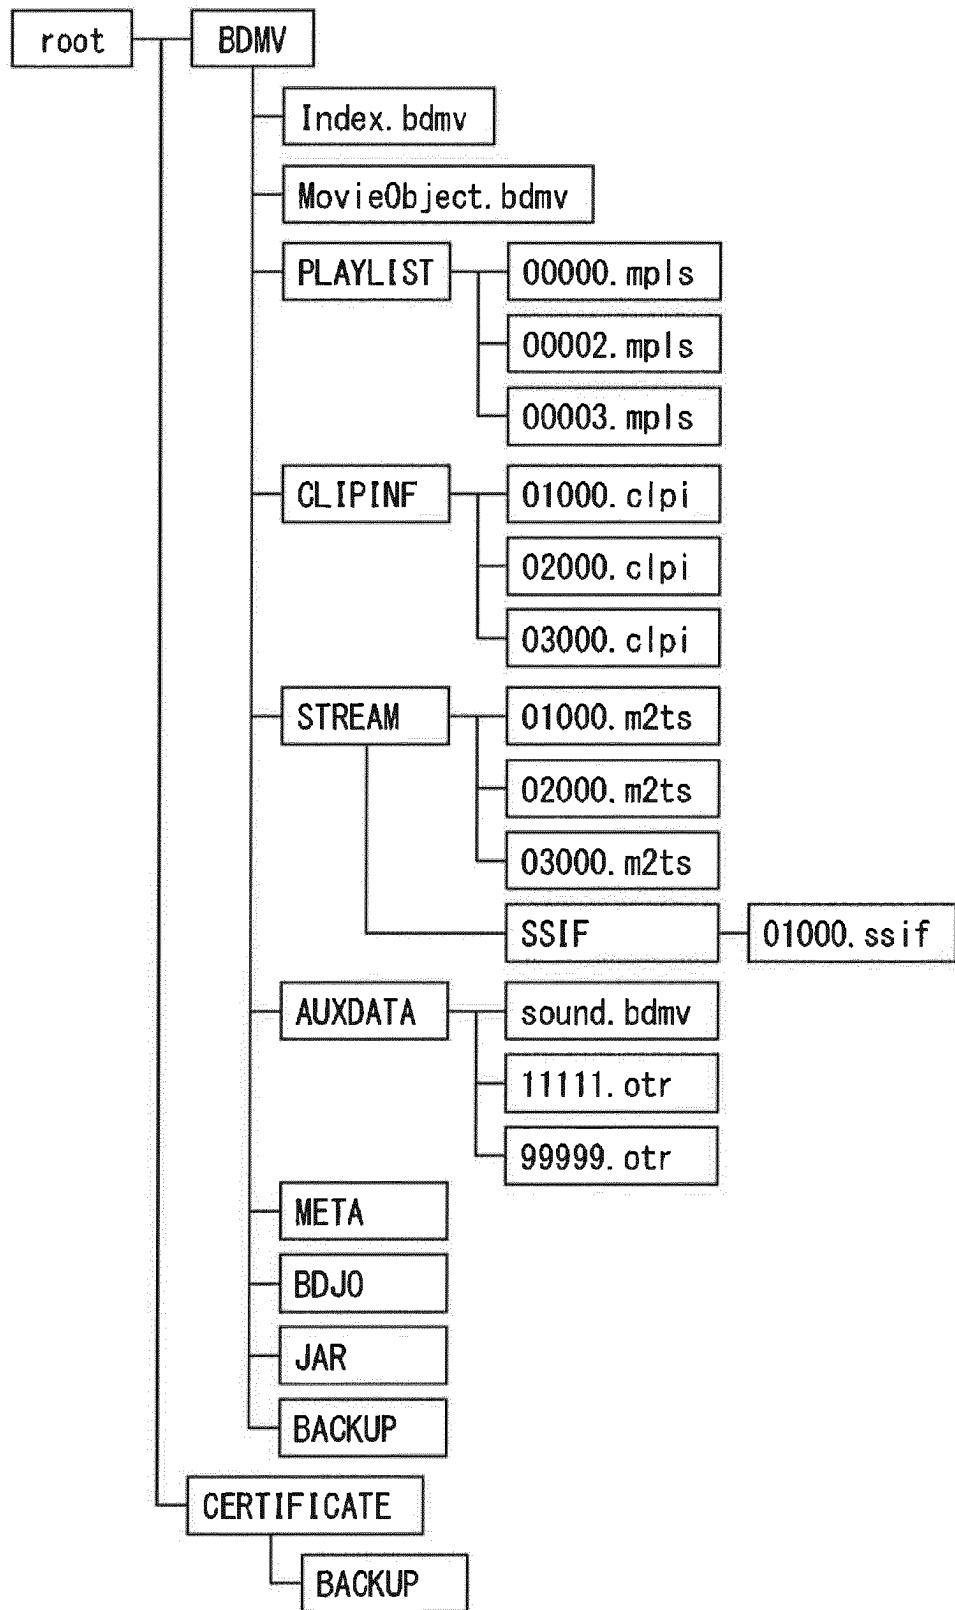 root
BDMV
Index.bdmv
MovieObject.bdmv
PLAYLIST
00000.mpls
00002.mpls
00003.mpls
CLIPINF
01000.clpi
02000.clpi
03000.clpi
STREAM
01000.m2ts
02000.m2ts
03000.m2ts
SSIF
01000.ssif
AUXDATA
sound.bdmv
11111.otr
99999.otr
META
BDJO
JAR
BACKUP
CERTIFICATE
BACKUP